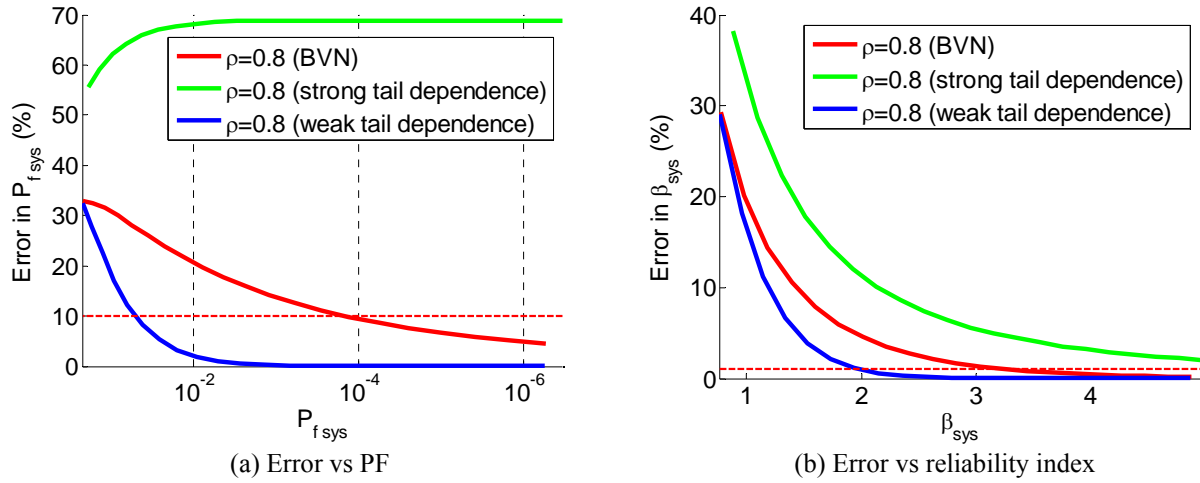 70
60
50
40
30
20
10
0
Error in P_f sys (%)
ρ=0.8 (BVN)
ρ=0.8 (strong tail dependence)
ρ=0.8 (weak tail dependence)
10^-2
10^-4
10^-6
P_f sys
(a) Error vs PF
40
30
20
10
0
Error in β_sys (%)
ρ=0.8 (BVN)
ρ=0.8 (strong tail dependence)
ρ=0.8 (weak tail dependence)
1
2
3
4
β_sys
(b) Error vs reliability index